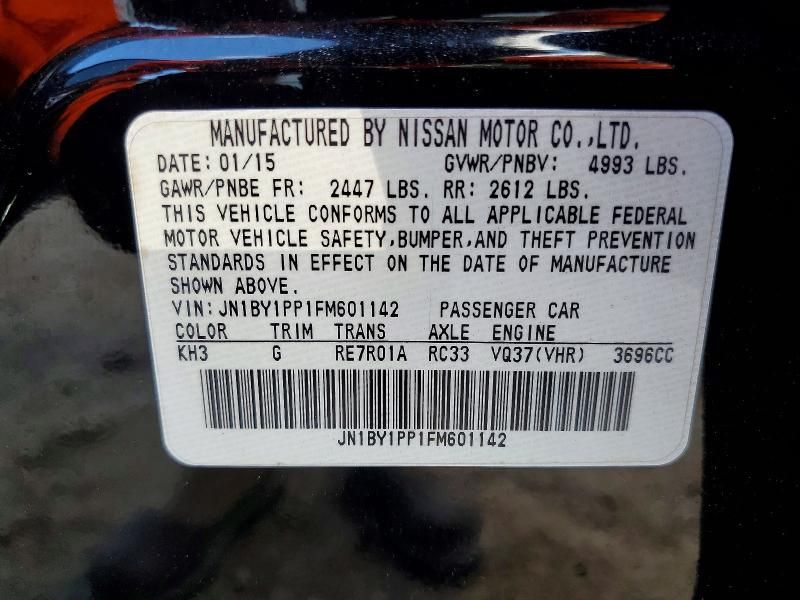 MANUFACTURED BY NISSAN MOTOR CO.,LTD.
DATE: 01/15 GVWR/PNBV: 4993 LBS.
GAWR/PNBE FR: 2447 LBS. RR: 2612 LBS.
THIS VEHICLE CONFORMS TO ALL APPLICABLE FEDERAL
MOTOR VEHICLE SAFETY,BUMPER,AND THEFT PREVENTION
STANDARDS IN EFFECT ON THE DATE OF MANUFACTURE
SHOWN ABOVE.
VIN: JN1BY1PP1FM601142 PASSENGER CAR
COLOR TRIM TRANS AXLE ENGINE
KH3 G RE7R01A RC33 VQ37(VHR) 3696CC
JN1BY1PP1FM601142